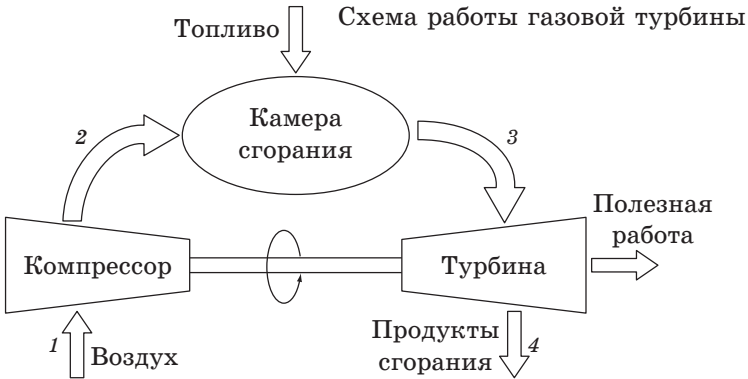 Схема работы газовой турбины
Топливо
Камера
сгорания
2
3
Компрессор
Турбина
Полезная
работа
1
Воздух
Продукты
сгорания
4